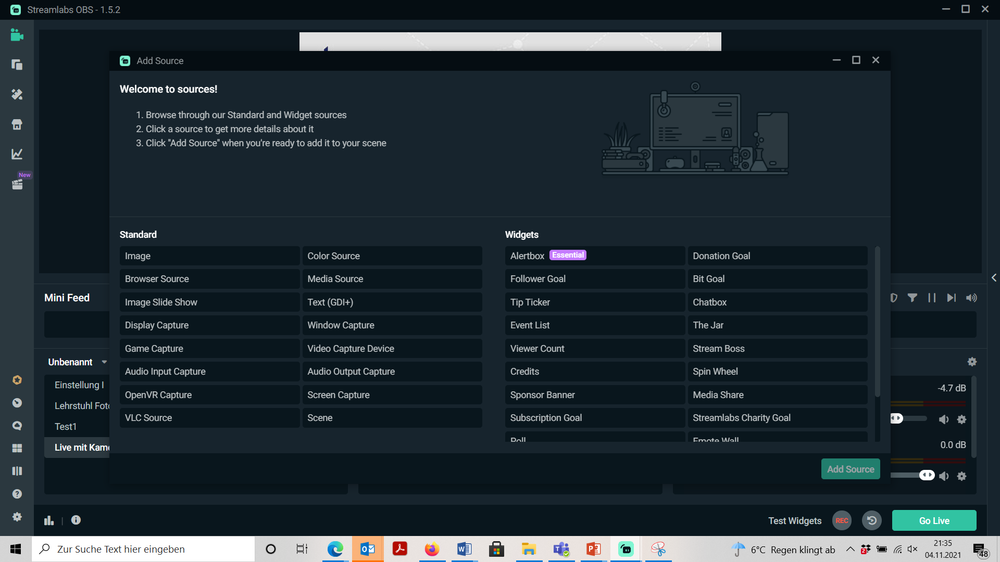 Streamlabs OBS - 1.5.2
Add Source
Welcome to sources!
1. Browse through our Standard and Widget sources
2. Click a source to get more details about it
3. Click "Add Source" when you're ready to add it to your scene
New
Standard
Widgets
Image
Color Source
Alertbox Essential
Donation Goal
Browser Source
Media Source
Follower Goal
Bit Goal
Mini Feed
Image Slide Show
Text (GDI+)
Tip Ticker
Chatbox
Display Capture
Window Capture
Event List
The Jar
Game Capture
Video Capture Device
Viewer Count
Stream Boss
Unbenannt
Audio Input Capture
Audio Output Capture
Credits
Spin Wheel
Einstellung I
-4.7 dB
OpenVR Capture
Screen Capture
Sponsor Banner
Media Share
Lehrstuhl Foto
VLC Source
Scene
Subscription Goal
Streamlabs Charity Goal
Test1
Poll
Emote Wall
Live mit Kame
0.0 dB
Add Source
Test Widgets
REC
Go Live
Zur Suche Text hier eingeben
6°C Regen klingt ab
2
21:35
04.11.2021
48